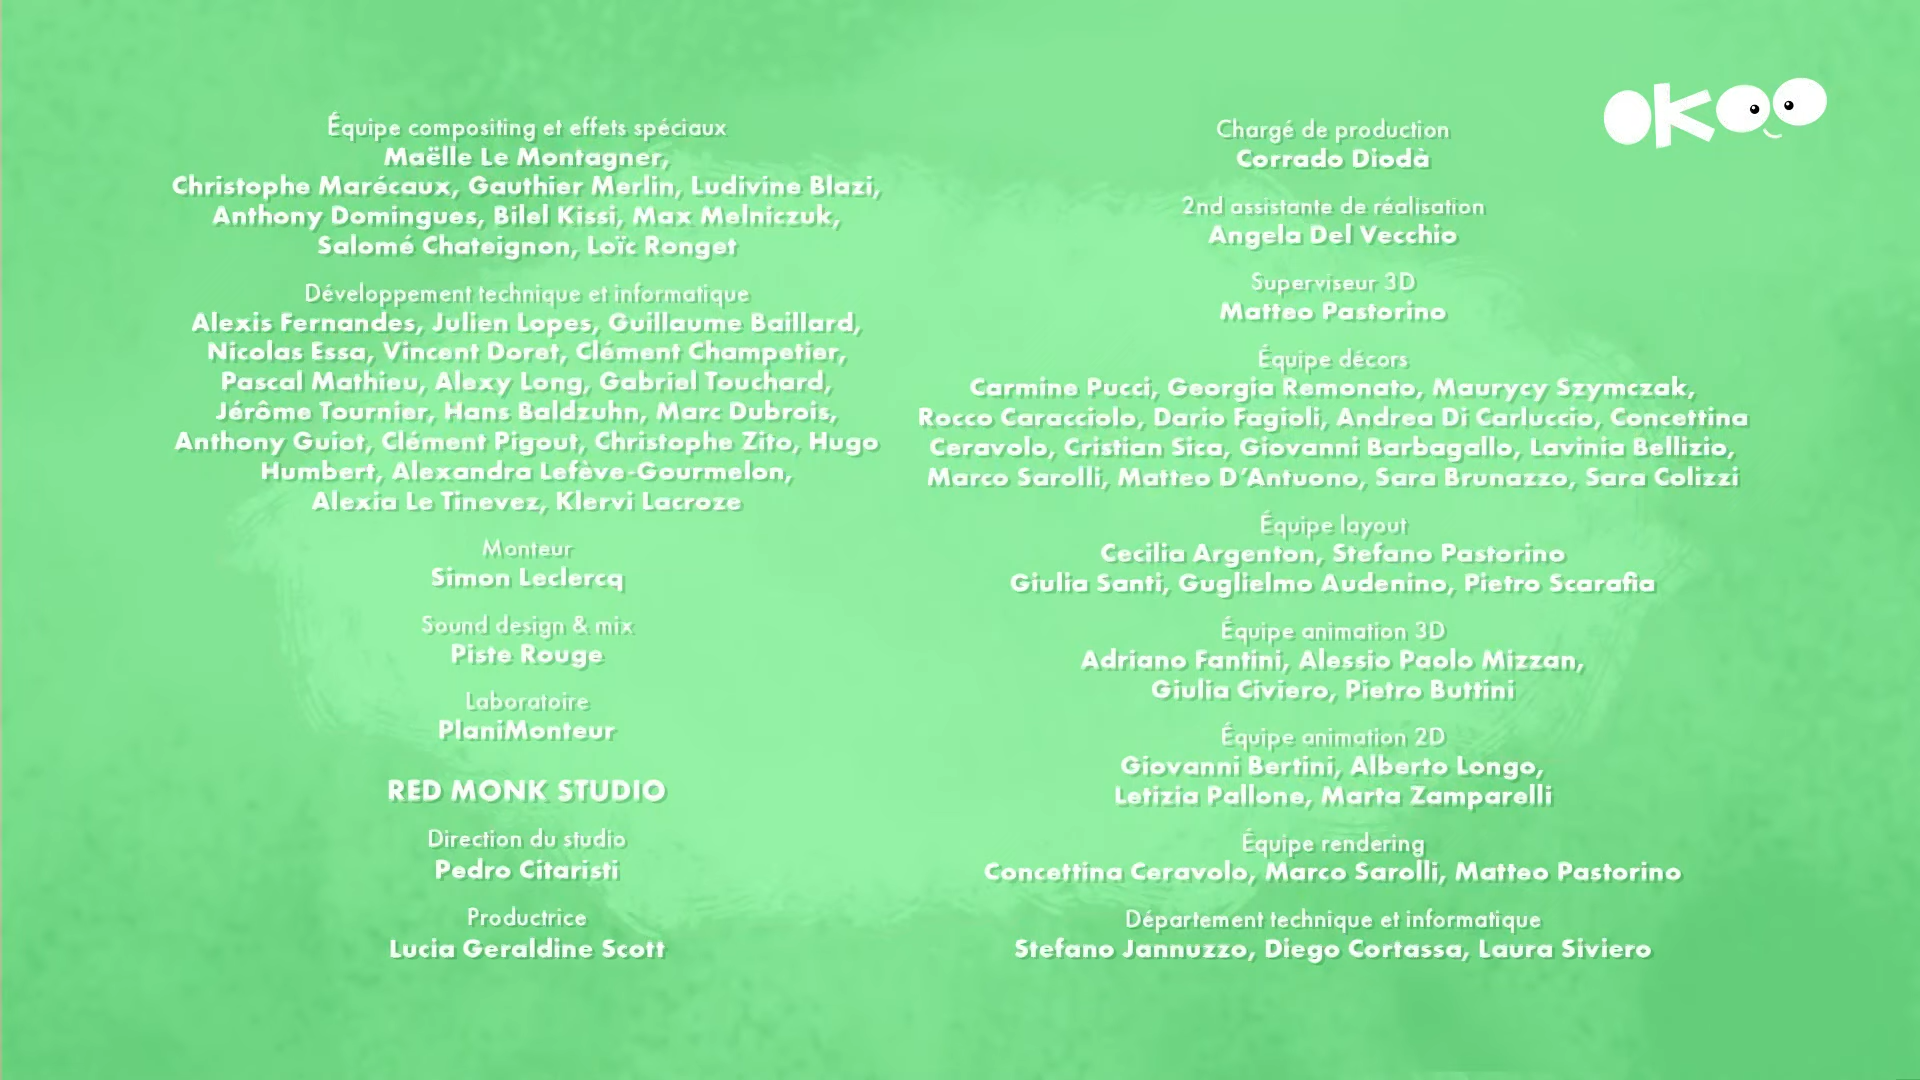 Équipe compositing et effets spéciaux
Maëlle Le Montagner,
Christophe Marécaux, Gauthier Merlin, Ludivine Blazi,
Anthony Domingues, Bilel Kissi, Max Melniczuk,
Salomé Chateignon, Loïc Ronget
Développement technique et informatique
Alexis Fernandes, Julien Lopes, Guillaume Baillard,
Nicolas Essa, Vincent Doret, Clément Champetier,
Pascal Mathieu, Alexy Long, Gabriel Touchard,
Jérôme Tournier, Hans Baldzuhn, Marc Dubrois,
Anthony Guiot, Clément Pigout, Christophe Zito, Hugo
Humbert, Alexandra Lefève-Gourmelon,
Alexia Le Tinevez, Klervi Lacroze
Monteur
Simon Leclercq
Sound design & mix
Piste Rouge
Laboratoire
PlaniMonteur
RED MONK STUDIO
Direction du studio
Pedro Citaristi
Productrice
Lucia Geraldine Scott
Chargé de production
Corrado Diodà
2nd assistante de réalisation
Angela Del Vecchio
Superviseur 3D
Matteo Pastorino
Équipe décors
Carmine Pucci, Georgia Remonato, Maurycy Szymczak,
Rocco Caracciolo, Dario Fagioli, Andrea Di Carluccio, Concettina
Ceravolo, Cristian Sica, Giovanni Barbagallo, Lavinia Bellizio,
Marco Sarolli, Matteo D'Antuono, Sara Brunazzo, Sara Colizzi
Équipe layout
Cecilia Argenton, Stefano Pastorino
Giulia Santi, Guglielmo Audenino, Pietro Scarafia
Équipe animation 3D
Adriano Fantini, Alessio Paolo Mizzan,
Giulia Civiero, Pietro Buttini
Équipe animation 2D
Giovanni Bertini, Alberto Longo,
Letizia Pallone, Marta Zamparelli
Équipe rendering
Concettina Ceravolo, Marco Sarolli, Matteo Pastorino
Département technique et informatique
Stefano Jannuzzo, Diego Cortassa, Laura Siviero
OKOO